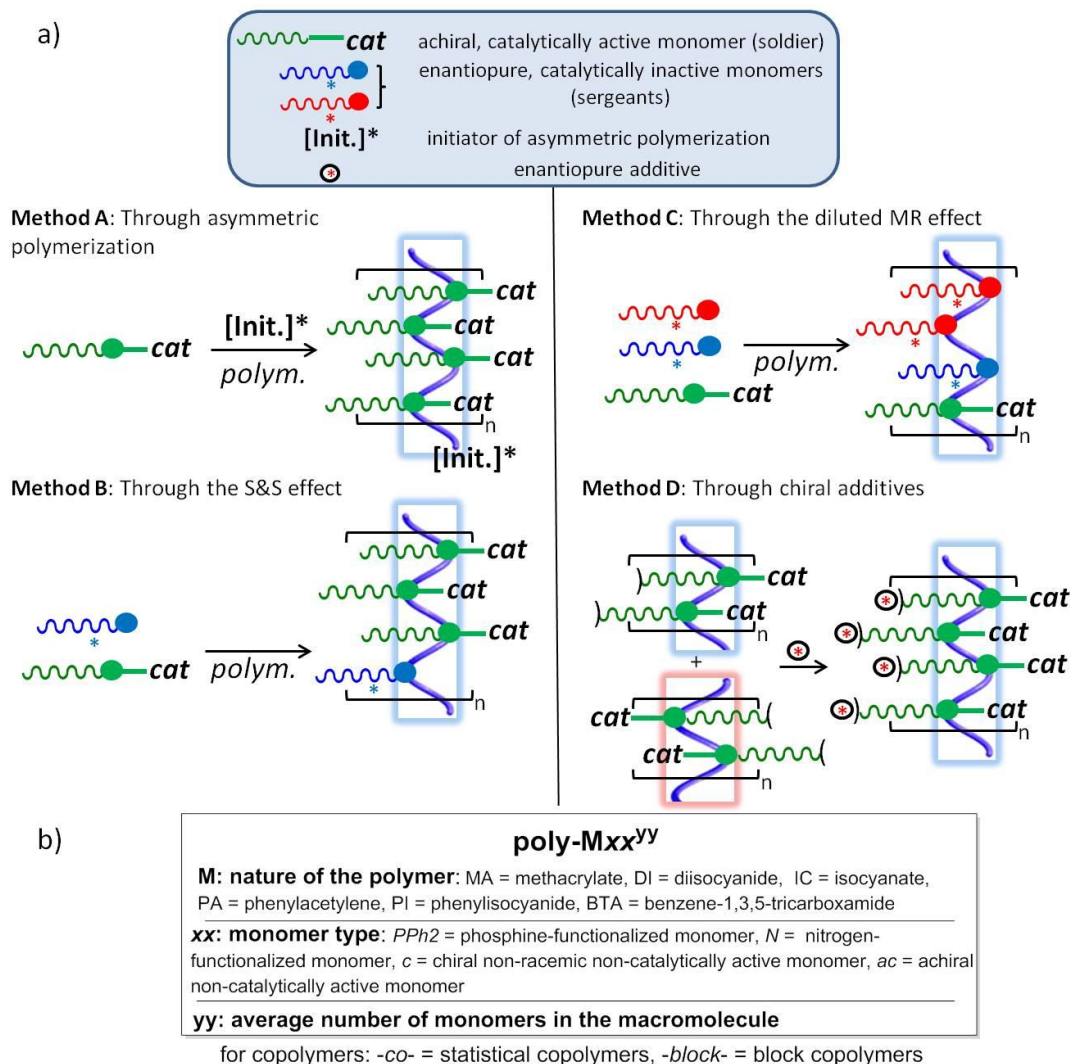 a)
cat
achiral, catalytically active monomer (soldier)
*
enantiopure, catalytically inactive monomers
*
(sergeants)
[Init.]*
initiator of asymmetric polymerization
*
enantiopure additive
Method A: Through asymmetric
polymerization
[Init.]*
cat
polym.
cat
cat
cat
cat
n
[Init.]*
Method C: Through the diluted MR effect
*
*
cat
polym.
*
*
*
cat
n
Method B: Through the S&S effect
*
cat
polym.
cat
cat
cat
*
n
Method D: Through chiral additives
cat
cat
n
+
cat
cat
n
*
*
cat
*
cat
*
cat
*
cat
n
b)
poly-Mxx^yy
M: nature of the polymer: MA = methacrylate, DI = diisocyanide, IC = isocyanate,
PA = phenylacetylene, PI = phenylisocyanide, BTA = benzene-1,3,5-tricarboxamide
xx: monomer type: PPh2 = phosphine-functionalized monomer, N = nitrogen-
functionalized monomer, c = chiral non-racemic non-catalytically active monomer, ac = achiral
non-catalytically active monomer
yy: average number of monomers in the macromolecule
for copolymers: -co- = statistical copolymers, -block- = block copolymers